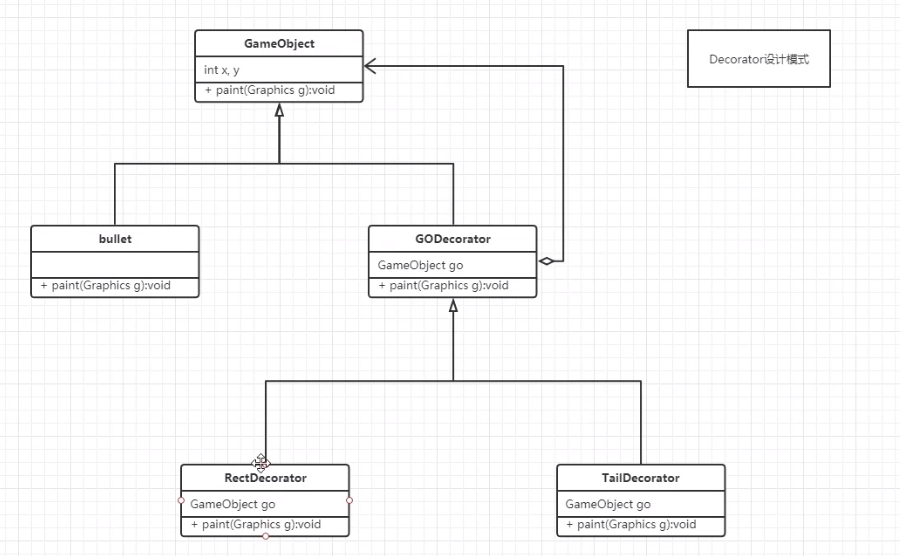 GameObject
int x, y
+ paint(Graphics g):void
Decorator设计模式
bullet
+ paint(Graphics g):void
GODecorator
GameObject go
+ paint(Graphics g):void
RectDecorator
GameObject go
+ paint(Graphics g):void
TailDecorator
GameObject go
+ paint(Graphics g):void